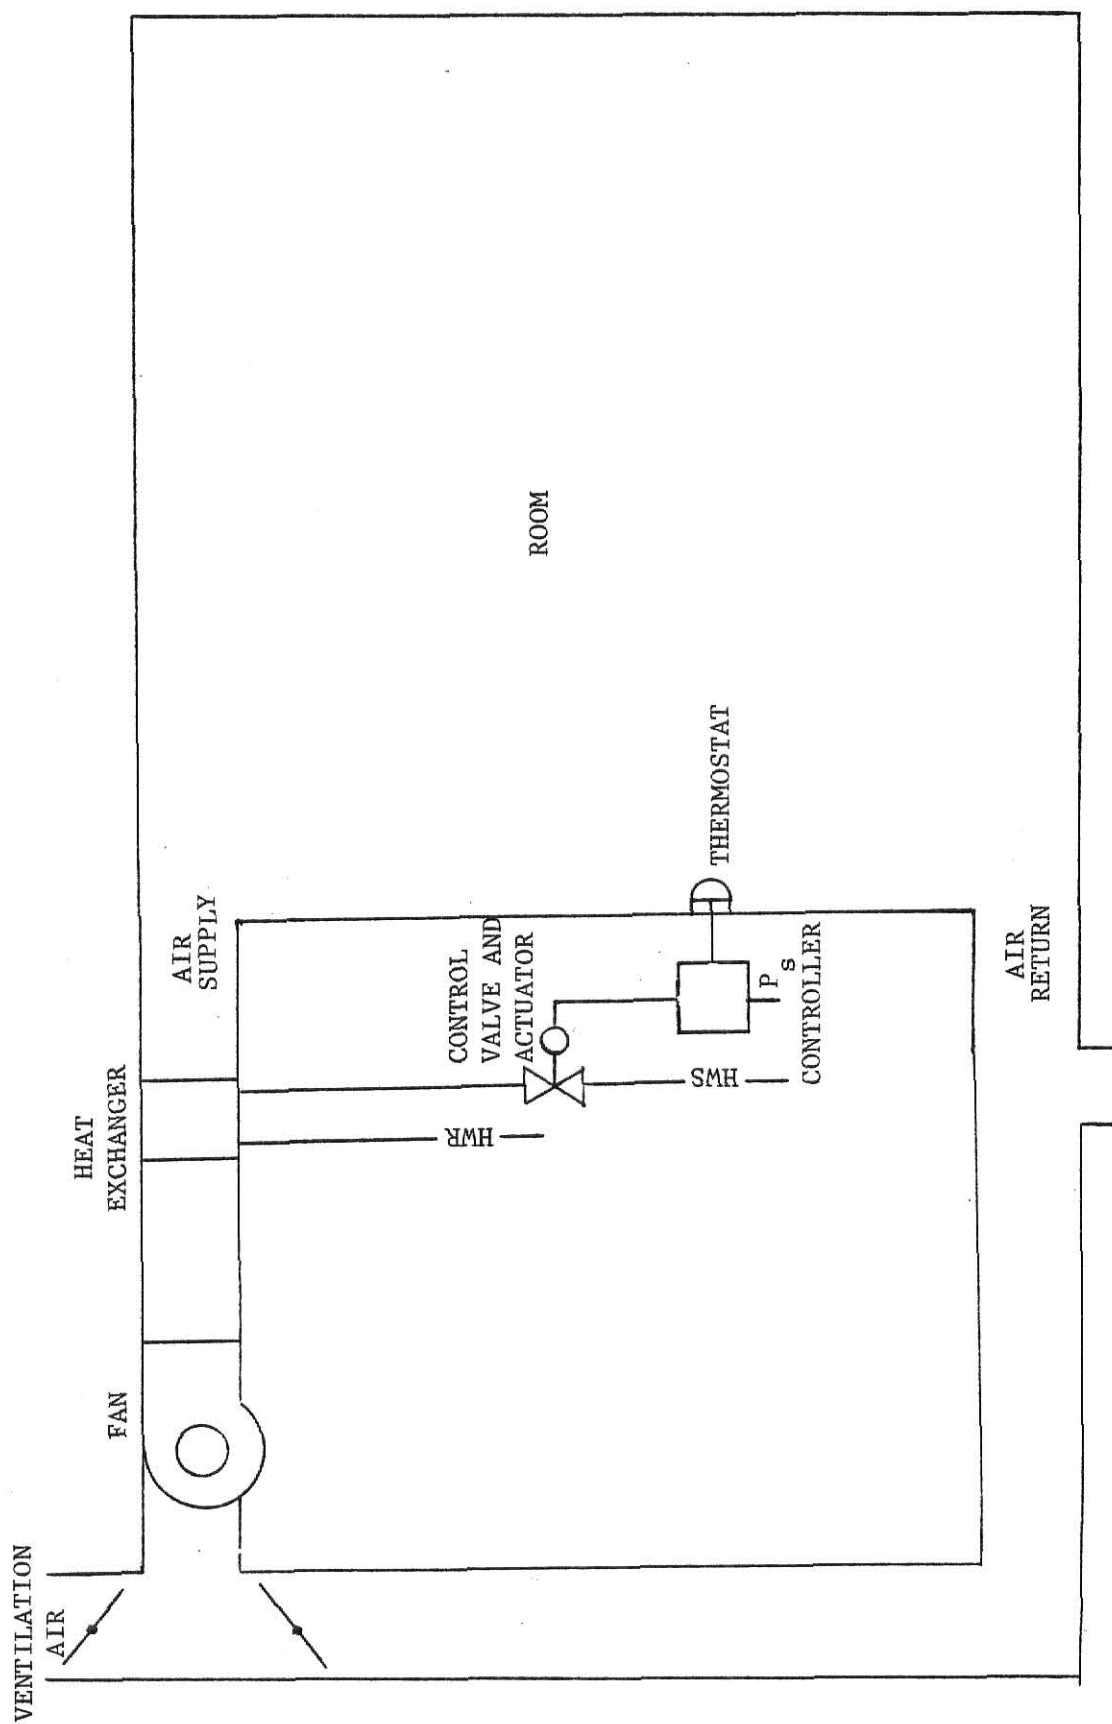 VENTILATION
AIR
FAN
HEAT
EXCHANGER
AIR
SUPPLY
ROOM
CONTROL
VALVE AND
ACTUATOR
HWR
HWS
THERMOSTAT
P s
CONTROLLER
AIR
RETURN